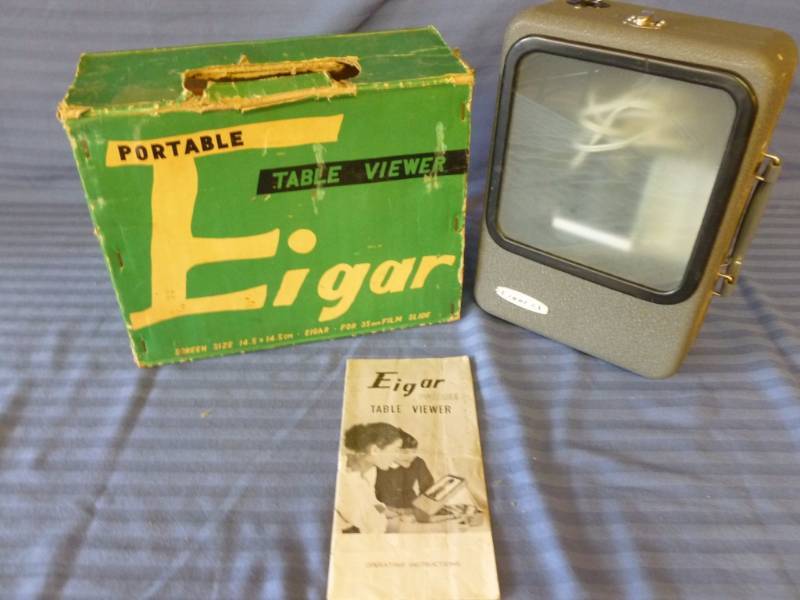 PORTABLE
TABLE VIEWER
Eigar
SCREEN SIZE 14.5 × 14.5cm · EIGAR · FOR 35mm FILM SLIDE
Eigar
TABLE VIEWER
OPERATING INSTRUCTIONS